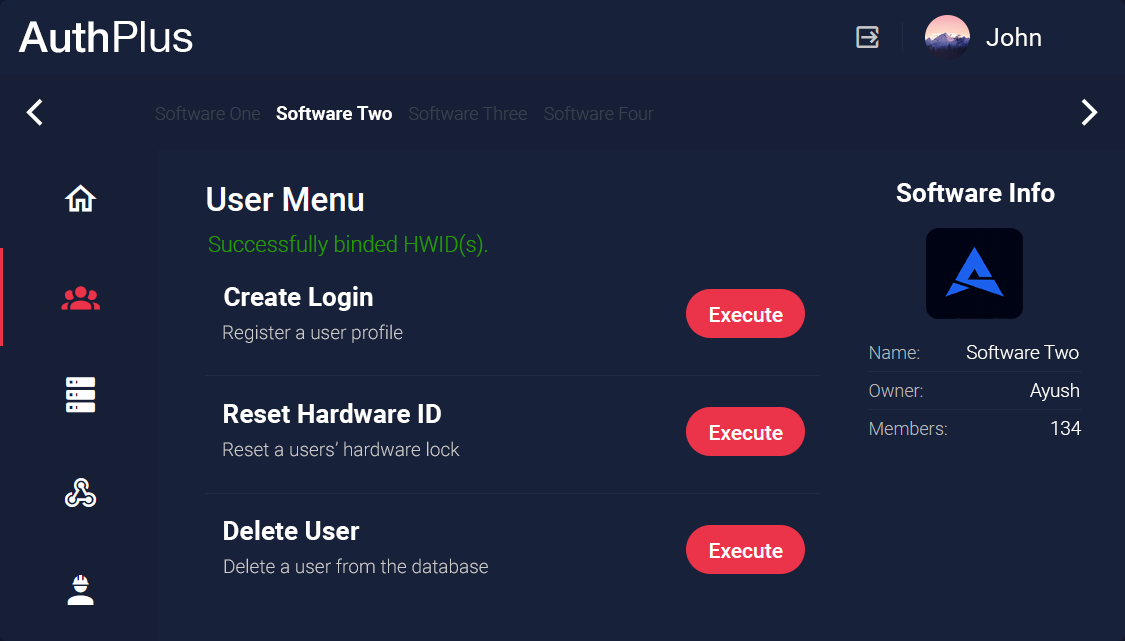 AuthPlus
John
Software One Software Two Software Three Software Four
User Menu
Successfully binded HWID(s).
Create Login
Register a user profile
Execute
Reset Hardware ID
Reset a users’ hardware lock
Execute
Delete User
Delete a user from the database
Execute
Software Info
Name: Software Two
Owner: Ayush
Members: 134